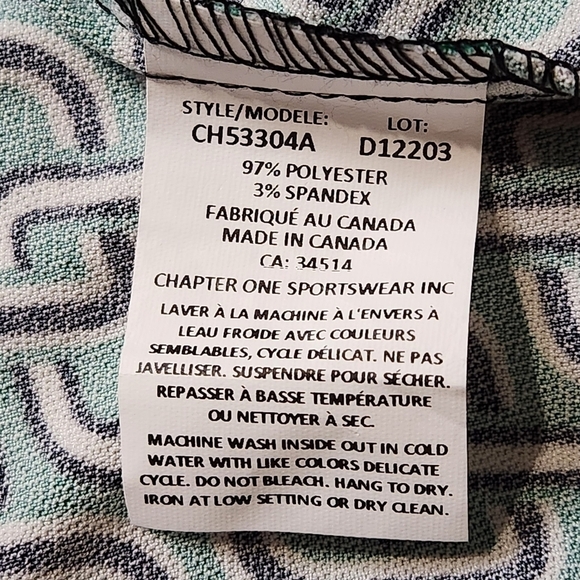 STYLE/MODELE: LOT:
CH53304A D12203
97% POLYESTER
3% SPANDEX
FABRIQUÉ AU CANADA
MADE IN CANADA
CA: 34514
CHAPTER ONE SPORTSWEAR INC
LAVER À LA MACHINE À L'ENVERS À
LEAU FROIDE AVEC COULEURS
SEMBLABLES, CYCLE DÉLICAT. NE PAS
JAVELLISER. SUSPENDRE POUR SÉCHER.
REPASSER À BASSE TEMPÉRATURE
OU NETTOYER À SEC
MACHINE WASH INSIDE OUT IN COLD
WATER WITH LIKE COLORS DELICATE
CYCLE. DO NOT BLEACH. HANG TO DRY.
IRON AT LOW SETTING OR DRY CLEAN.